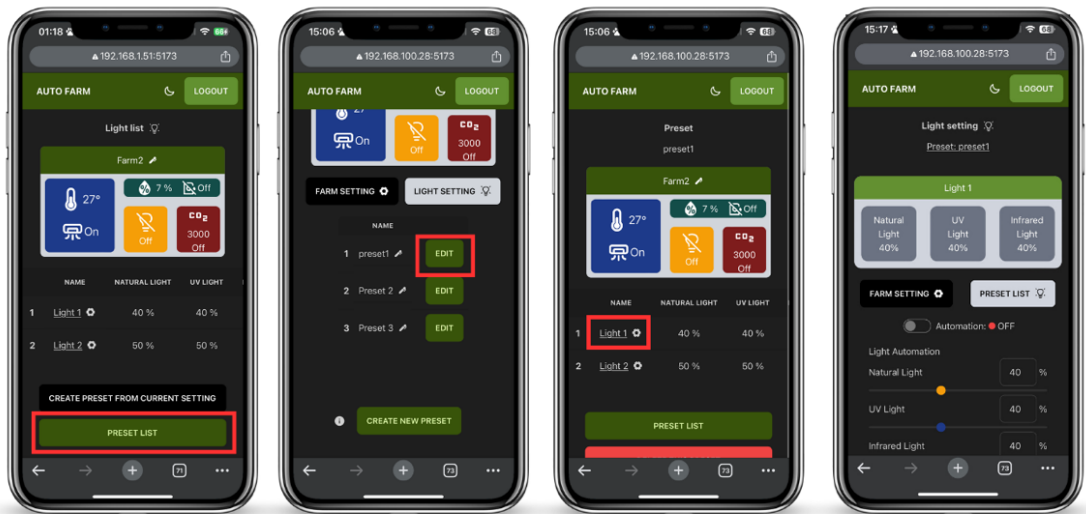 01:18 68
192.168.1.51:5173
AUTO FARM LOGOUT
Light list
Farm2
27° % 7 % Off
On Off CO2 3000 Off
NAME NATURAL LIGHT UV LIGHT
1 Light 1 40 % 40 %
2 Light 2 50 % 50 %
CREATE PRESET FROM CURRENT SETTING
PRESET LIST
71
15:06
192.168.100.28:5173
AUTO FARM LOGOUT
On Off CO2 3000 Off
FARM SETTING LIGHT SETTING
NAME
1 preset1 EDIT
2 Preset 2 EDIT
3 Preset 3 EDIT
CREATE NEW PRESET
73
15:06
192.168.100.28:5173
AUTO FARM LOGOUT
Preset
preset1
Farm2
27° % 7 % Off
On Off CO2 3000 Off
NAME NATURAL LIGHT UV LIGHT
1 Light 1 40 % 40 %
2 Light 2 50 % 50 %
PRESET LIST
73
15:17
192.168.100.28:5173
AUTO FARM LOGOUT
Light setting
Preset: preset1
Light 1
Natural Light 40%
UV Light 40%
Infrared Light 40%
FARM SETTING PRESET LIST
Automation: OFF
Light Automation
Natural Light 40 %
UV Light 40 %
Infrared Light 40 %
73